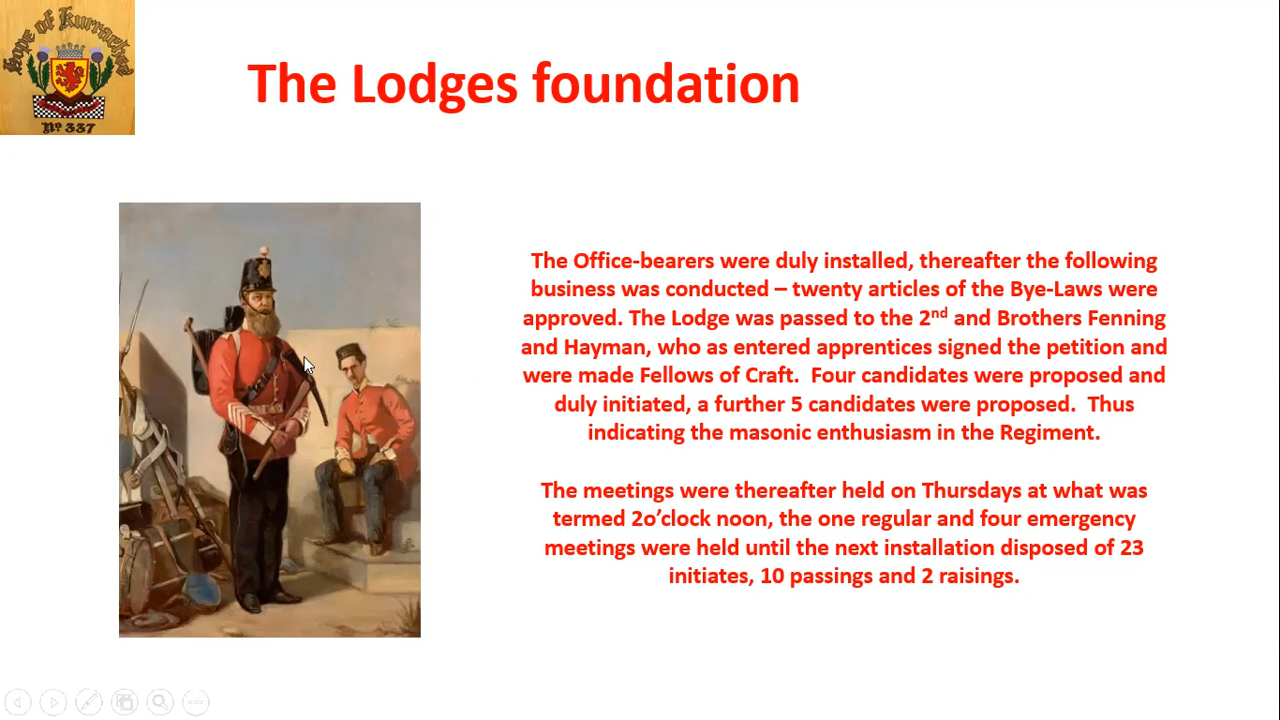 Hope of Kurrachee
Nº 337
The Lodges foundation
The Office-bearers were duly installed, thereafter the following
business was conducted – twenty articles of the Bye-Laws were
approved. The Lodge was passed to the 2nd and Brothers Fenning
and Hayman, who as entered apprentices signed the petition and
were made Fellows of Craft.  Four candidates were proposed and
duly initiated, a further 5 candidates were proposed.  Thus
indicating the masonic enthusiasm in the Regiment.
The meetings were thereafter held on Thursdays at what was
termed 2o’clock noon, the one regular and four emergency
meetings were held until the next installation disposed of 23
initiates, 10 passings and 2 raisings.